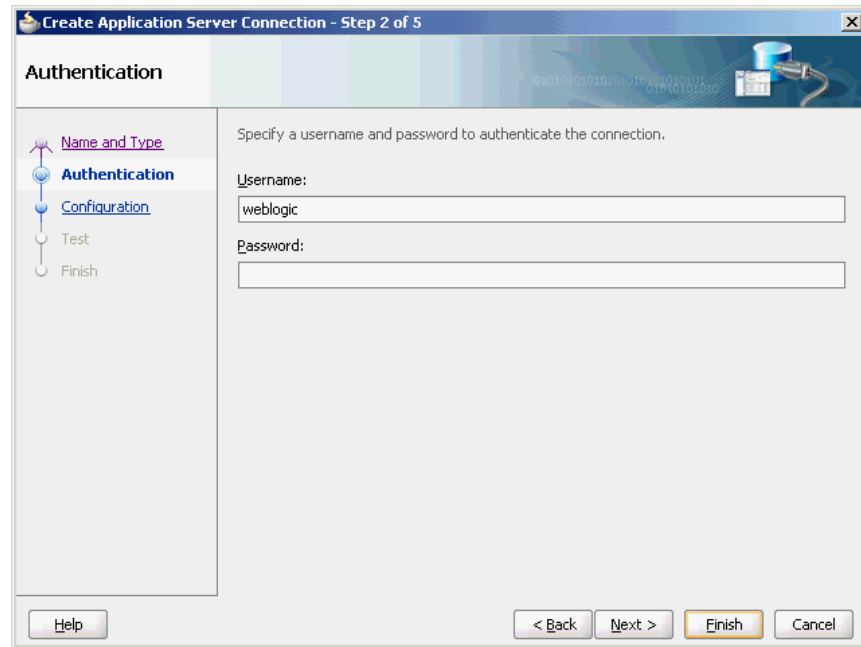 Create Application Server Connection - Step 2 of 5
Authentication
Name and Type
Authentication
Configuration
Test
Finish
Specify a username and password to authenticate the connection.
Username:
weblogic
Password:
Help
< Back
Next >
Finish
Cancel